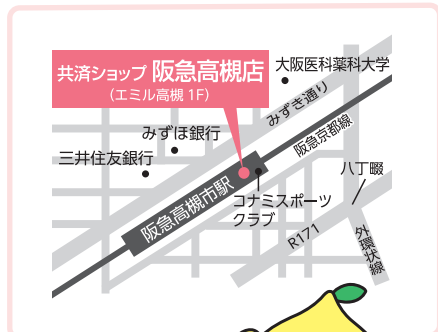 共済ショップ 阪急高槻店
（エミル高槻 1F）
大阪医科薬科大学
みずき通り
みずほ銀行
阪急京都線
三井住友銀行
八丁畷
コナミスポーツ
クラブ
阪急高槻市駅
R171
外環状線